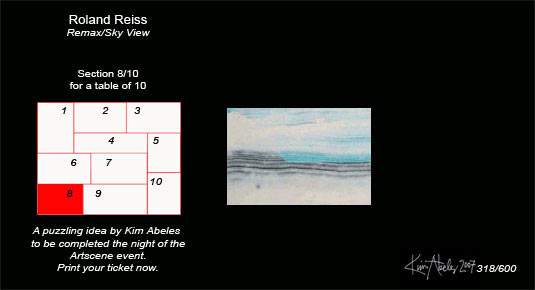 Roland Reiss
Remax/Sky View
Section 8/10
for a table of 10
1 2 3
4 5
6 7
10
8 9
A puzzling idea by Kim Abeles
to be completed the night of the
Artscene event.
Print your ticket now.
Kim Abeles 2007 318/600